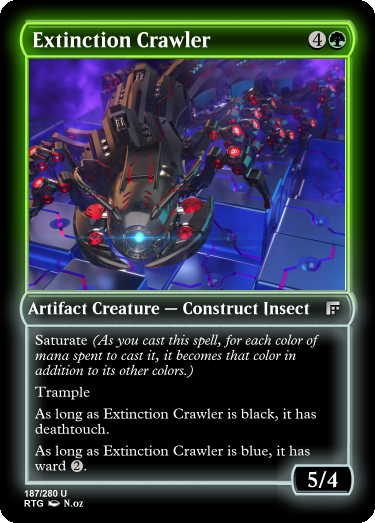 Extinction Crawler 4
Artifact Creature — Construct Insect
Saturate (As you cast this spell, for each color of
mana spent to cast it, it becomes that color in
addition to its other colors.)
Trample
As long as Extinction Crawler is black, it has
deathtouch.
As long as Extinction Crawler is blue, it has
ward 2.
5/4
187/280 U
RTG N.oz